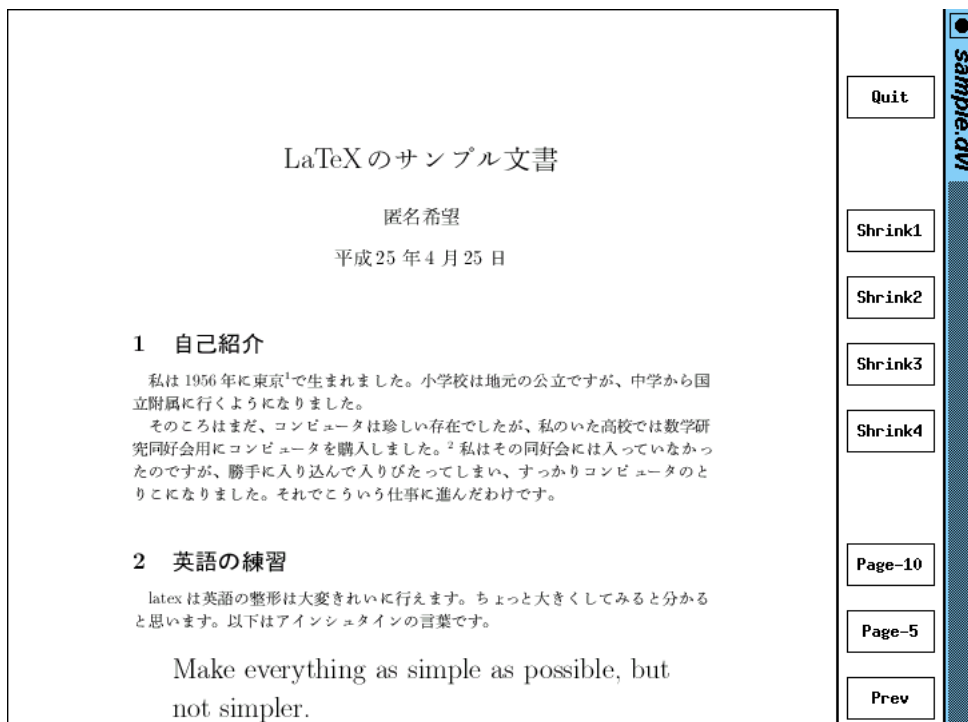 LaTeXのサンプル文書
匿名希望
平成25年4月25日
1 自己紹介
私は1956年に東京1で生まれました。小学校は地元の公立ですが、中学から国
立附属に行くようになりました。
そのころはまだ、コンピュータは珍しい存在でしたが、私のいた高校では数学研
究同好会用にコンピュータを購入しました。2 私はその同好会には入っていなかっ
たのですが、勝手に入り込んで入りびたってしまい、すっかりコンピュータのと
りこになりました。それでこういう仕事に進んだわけです。
2 英語の練習
latexは英語の整形は大変きれいに行えます。ちょっと大きくしてみると分かる
と思います。以下はアインシュタインの言葉です。
Make everything as simple as possible, but
not simpler.
Quit
Shrink1
Shrink2
Shrink3
Shrink4
Page-10
Page-5
Prev
sample.dvi